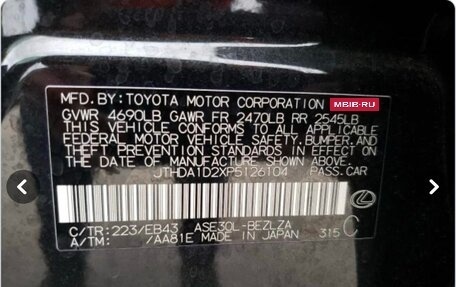 MFD.BY:TOYOTA MOTOR CORPORATION
MBIB-RU
GVWR 4690LB GAWR FR 2470LB RR 2545LB
THIS VEHICLE CONFORMS TO ALL APPLICABLE
FEDERAL MOTOR VEHICLE SAFETY, BUMPER, AND
THEFT PREVENTION STANDARDS IN EFFECT ON
THE DATE OF MANUFACTURE SHOWN ABOVE.
JTHDA1D2XP5126104 PASS.CAR
C/TR:223/EB43 ASE30L-BEZLZA C
A/TM: /AA81E MADE IN JAPAN 315